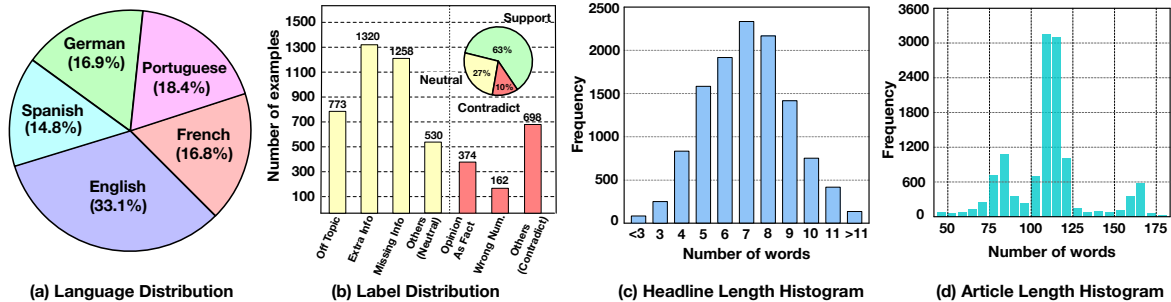 German
(16.9%)
Portuguese
(18.4%)
Spanish
(14.8%)
French
(16.8%)
English
(33.1%)
(a) Language Distribution
Number of examples
1500
1300
1100
900
700
500
300
100
773
1320
1258
530
374
162
698
Support
63%
Neutral
27%
10%
Contradict
Off Topic
Extra Info
Missing Info
Others
(Neutral)
Opinion
As Fact
Wrong Num.
Others
(Contradict)
(b) Label Distribution
Frequency
2500
2000
1500
1000
500
0
<3 3 4 5 6 7 8 9 10 11 >11
Number of words
(c) Headline Length Histogram
Frequency
3600
3000
2400
1800
1200
600
0
50 75 100 125 150 175
Number of words
(d) Article Length Histogram